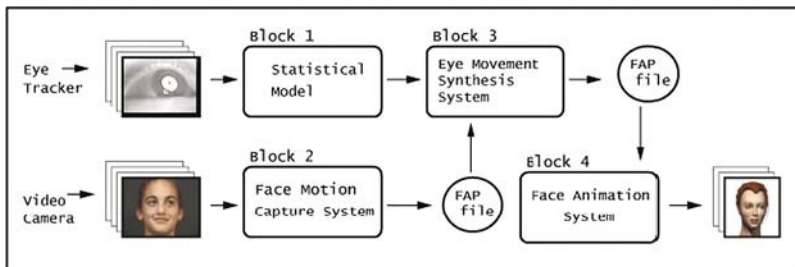 Block 1
Block 3
Eye
Tracker
Statistical
Model
Eye Movement
Synthesis
System
FAP
file
Block 2
Block 4
Video
Camera
Face Motion
Capture System
FAP
file
Face Animation
System